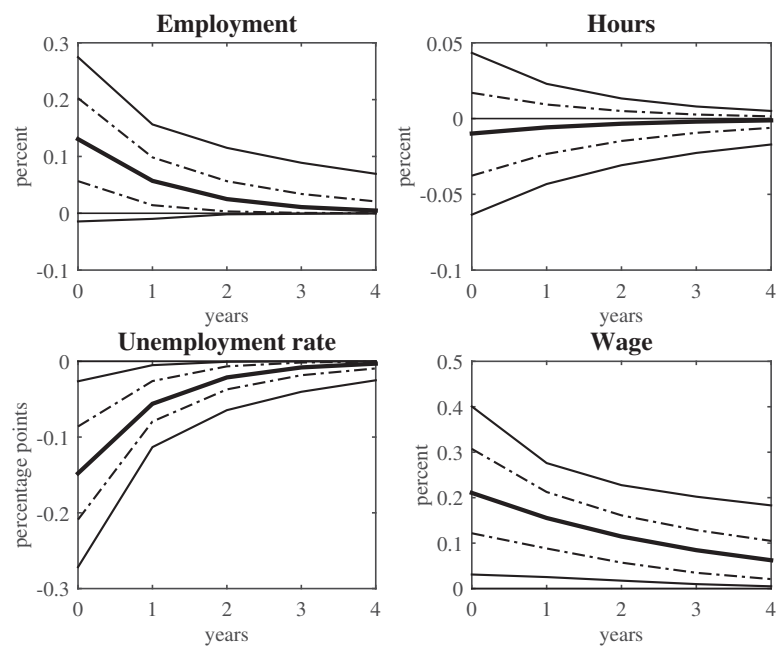 Employment
percent
0.3
0.2
0.1
0
-0.1
0 1 2 3 4
years
Hours
percent
0.05
0
-0.05
-0.1
0 1 2 3 4
years
Unemployment rate
percentage points
0
-0.1
-0.2
-0.3
0 1 2 3 4
years
Wage
percent
0.5
0.4
0.3
0.2
0.1
0
0 1 2 3 4
years